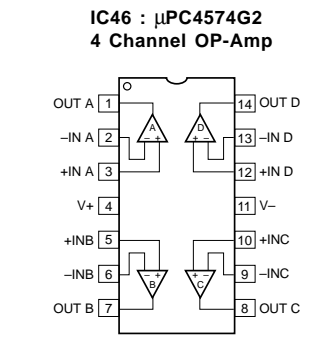 IC46 : µPC4574G2
4 Channel OP-Amp
OUT A 1 14 OUT D
A D
– + + –
–IN A 2 13 –IN D
+IN A 3 12 +IN D
V+ 4 11 V–
+INB 5 10 +INC
–INB 6 9 –INC
– + + –
B C
OUT B 7 8 OUT C